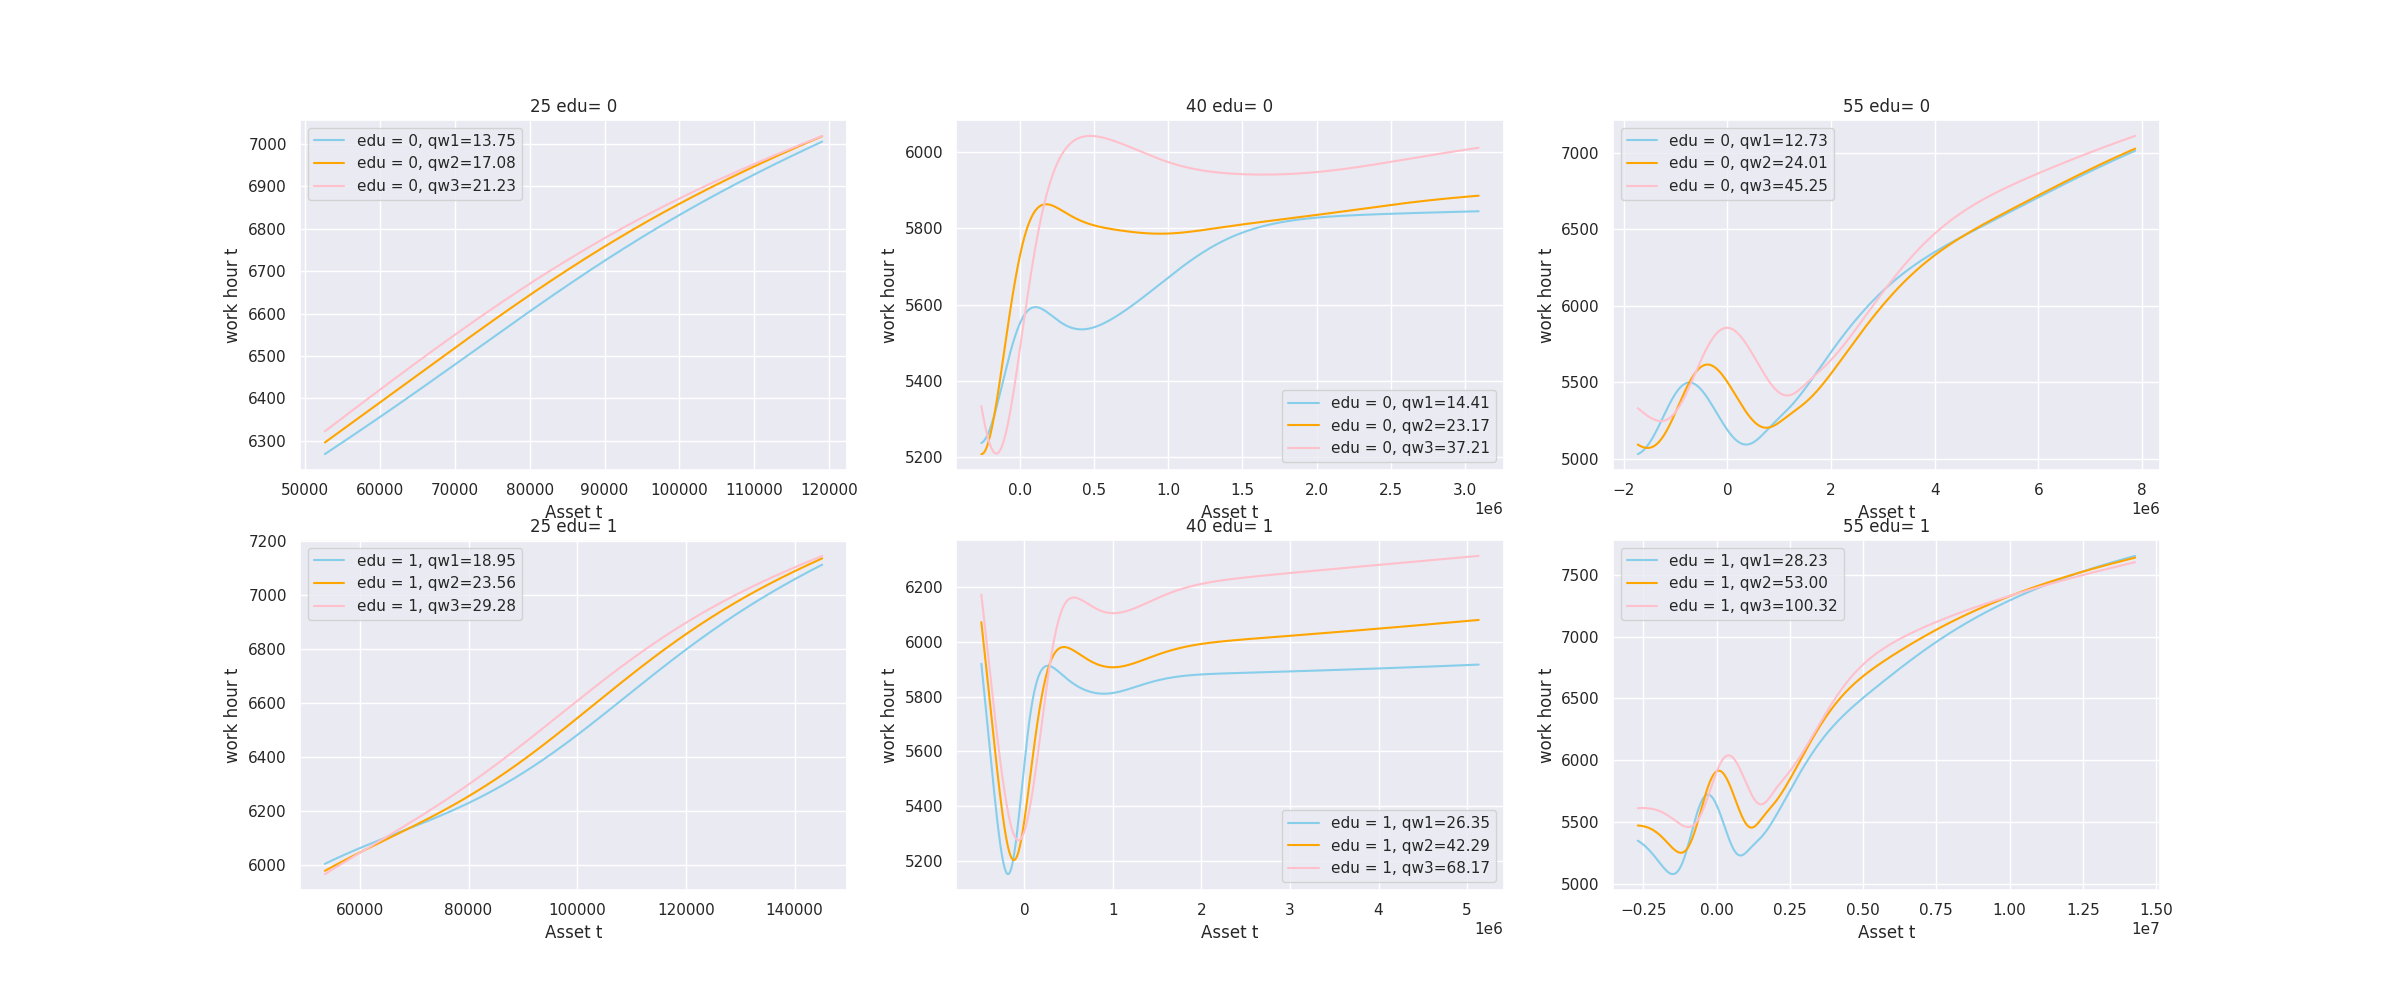 25 edu= 0
work hour t
7000
6900
6800
6700
6600
6500
6400
6300
edu = 0, qw1=13.75
edu = 0, qw2=17.08
edu = 0, qw3=21.23
50000 60000 70000 80000 90000 100000 110000 120000
Asset t
40 edu= 0
work hour t
6000
5800
5600
5400
5200
edu = 0, qw1=14.41
edu = 0, qw2=23.17
edu = 0, qw3=37.21
0.0 0.5 1.0 1.5 2.0 2.5 3.0
1e6
Asset t
55 edu= 0
work hour t
7000
6500
6000
5500
5000
edu = 0, qw1=12.73
edu = 0, qw2=24.01
edu = 0, qw3=45.25
−2 0 2 4 6 8
1e6
Asset t
25 edu= 1
work hour t
7200
7000
6800
6600
6400
6200
6000
edu = 1, qw1=18.95
edu = 1, qw2=23.56
edu = 1, qw3=29.28
60000 80000 100000 120000 140000
Asset t
40 edu= 1
work hour t
6200
6000
5800
5600
5400
5200
edu = 1, qw1=26.35
edu = 1, qw2=42.29
edu = 1, qw3=68.17
0 1 2 3 4 5
1e6
Asset t
55 edu= 1
work hour t
7500
7000
6500
6000
5500
5000
edu = 1, qw1=28.23
edu = 1, qw2=53.00
edu = 1, qw3=100.32
−0.25 0.00 0.25 0.50 0.75 1.00 1.25 1.50
1e7
Asset t